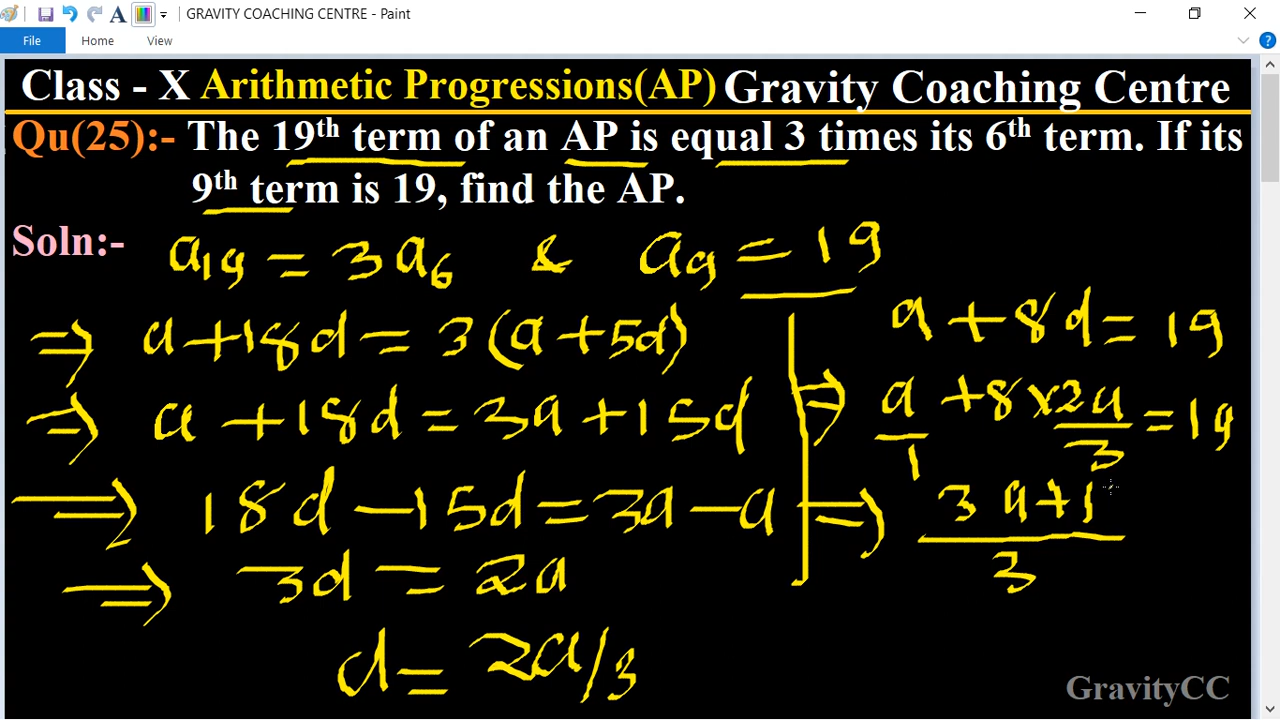 GRAVITY COACHING CENTRE - Paint
File Home View
Class - X Arithmetic Progressions(AP) Gravity Coaching Centre
Qu(25):- The 19th term of an AP is equal 3 times its 6th term. If its
9th term is 19, find the AP.
Soln:- a₁₉ = 3a₆ & a₉ = 19
⇒ a+18d = 3(a+5d)
⇒ a+18d = 3a+15d
⇒ 18d-15d = 3a-a
⇒ 3d = 2a
d = 2a/3
a+8d = 19
⇒ a/1 + 8×2a/3 = 19
⇒ 3a+1
3
GravityCC